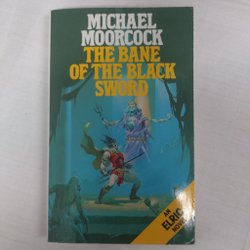 MICHAEL
MOORCOCK
THE BANE
OF THE BLACK
SWORD
AN
ELRIC
NOVEL